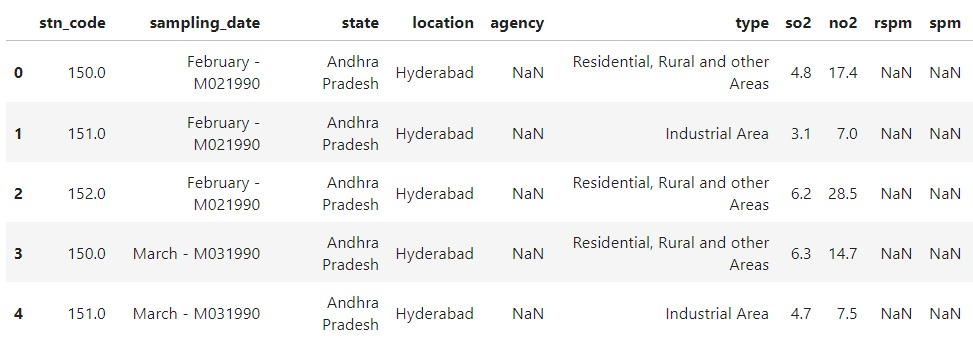 stn_code sampling_date state location agency type so2 no2 rspm spm
0 150.0 February - M021990 Andhra Pradesh Hyderabad NaN Residential, Rural and other Areas 4.8 17.4 NaN NaN
1 151.0 February - M021990 Andhra Pradesh Hyderabad NaN Industrial Area 3.1 7.0 NaN NaN
2 152.0 February - M021990 Andhra Pradesh Hyderabad NaN Residential, Rural and other Areas 6.2 28.5 NaN NaN
3 150.0 March - M031990 Andhra Pradesh Hyderabad NaN Residential, Rural and other Areas 6.3 14.7 NaN NaN
4 151.0 March - M031990 Andhra Pradesh Hyderabad NaN Industrial Area 4.7 7.5 NaN NaN